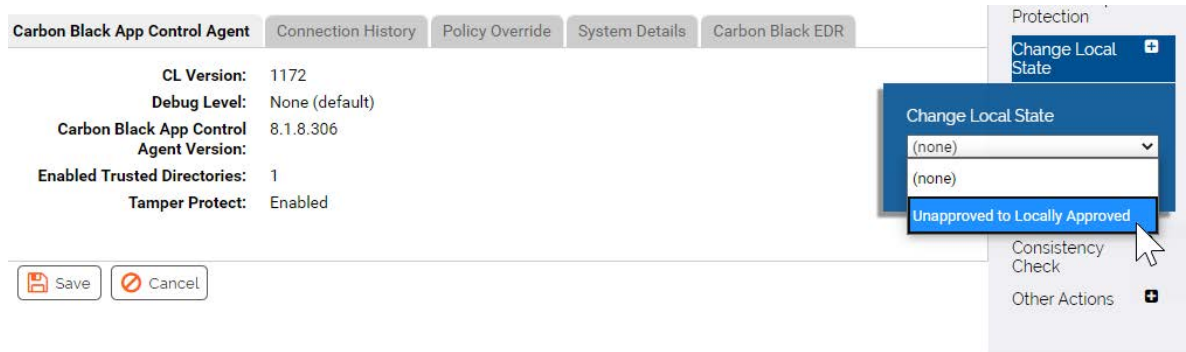 Carbon Black App Control Agent
Connection History
Policy Override
System Details
Carbon Black EDR
CL Version: 1172
Debug Level: None (default)
Carbon Black App Control 8.1.8.306
Agent Version:
Enabled Trusted Directories: 1
Tamper Protect: Enabled
Save
Cancel
Protection
Change Local
State
Change Local State
(none)
(none)
Unapproved to Locally Approved
Consistency
Check
Other Actions